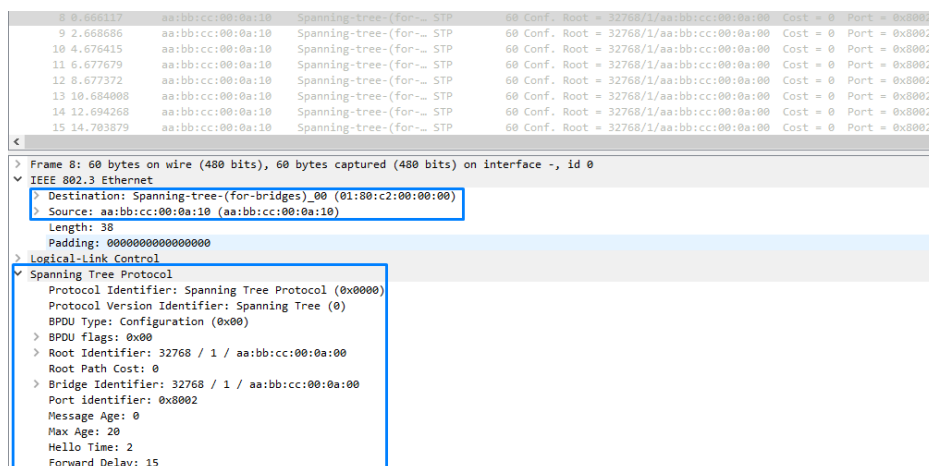 8 0.666117 aa:bb:cc:00:0a:10 Spanning-tree-(for-… STP 60 Conf. Root = 32768/1/aa:bb:cc:00:0a:00 Cost = 0 Port = 0x8002
9 2.668686 aa:bb:cc:00:0a:10 Spanning-tree-(for-… STP 60 Conf. Root = 32768/1/aa:bb:cc:00:0a:00 Cost = 0 Port = 0x8002
10 4.676415 aa:bb:cc:00:0a:10 Spanning-tree-(for-… STP 60 Conf. Root = 32768/1/aa:bb:cc:00:0a:00 Cost = 0 Port = 0x8002
11 6.677679 aa:bb:cc:00:0a:10 Spanning-tree-(for-… STP 60 Conf. Root = 32768/1/aa:bb:cc:00:0a:00 Cost = 0 Port = 0x8002
12 8.677372 aa:bb:cc:00:0a:10 Spanning-tree-(for-… STP 60 Conf. Root = 32768/1/aa:bb:cc:00:0a:00 Cost = 0 Port = 0x8002
13 10.684008 aa:bb:cc:00:0a:10 Spanning-tree-(for-… STP 60 Conf. Root = 32768/1/aa:bb:cc:00:0a:00 Cost = 0 Port = 0x8002
14 12.694268 aa:bb:cc:00:0a:10 Spanning-tree-(for-… STP 60 Conf. Root = 32768/1/aa:bb:cc:00:0a:00 Cost = 0 Port = 0x8002
15 14.703879 aa:bb:cc:00:0a:10 Spanning-tree-(for-… STP 60 Conf. Root = 32768/1/aa:bb:cc:00:0a:00 Cost = 0 Port = 0x8002
Frame 8: 60 bytes on wire (480 bits), 60 bytes captured (480 bits) on interface -, id 0
IEEE 802.3 Ethernet
Destination: Spanning-tree-(for-bridges)_00 (01:80:c2:00:00:00)
Source: aa:bb:cc:00:0a:10 (aa:bb:cc:00:0a:10)
Length: 38
Padding: 0000000000000000
Logical-Link Control
Spanning Tree Protocol
Protocol Identifier: Spanning Tree Protocol (0x0000)
Protocol Version Identifier: Spanning Tree (0)
BPDU Type: Configuration (0x00)
BPDU flags: 0x00
Root Identifier: 32768 / 1 / aa:bb:cc:00:0a:00
Root Path Cost: 0
Bridge Identifier: 32768 / 1 / aa:bb:cc:00:0a:00
Port identifier: 0x8002
Message Age: 0
Max Age: 20
Hello Time: 2
Forward Delay: 15